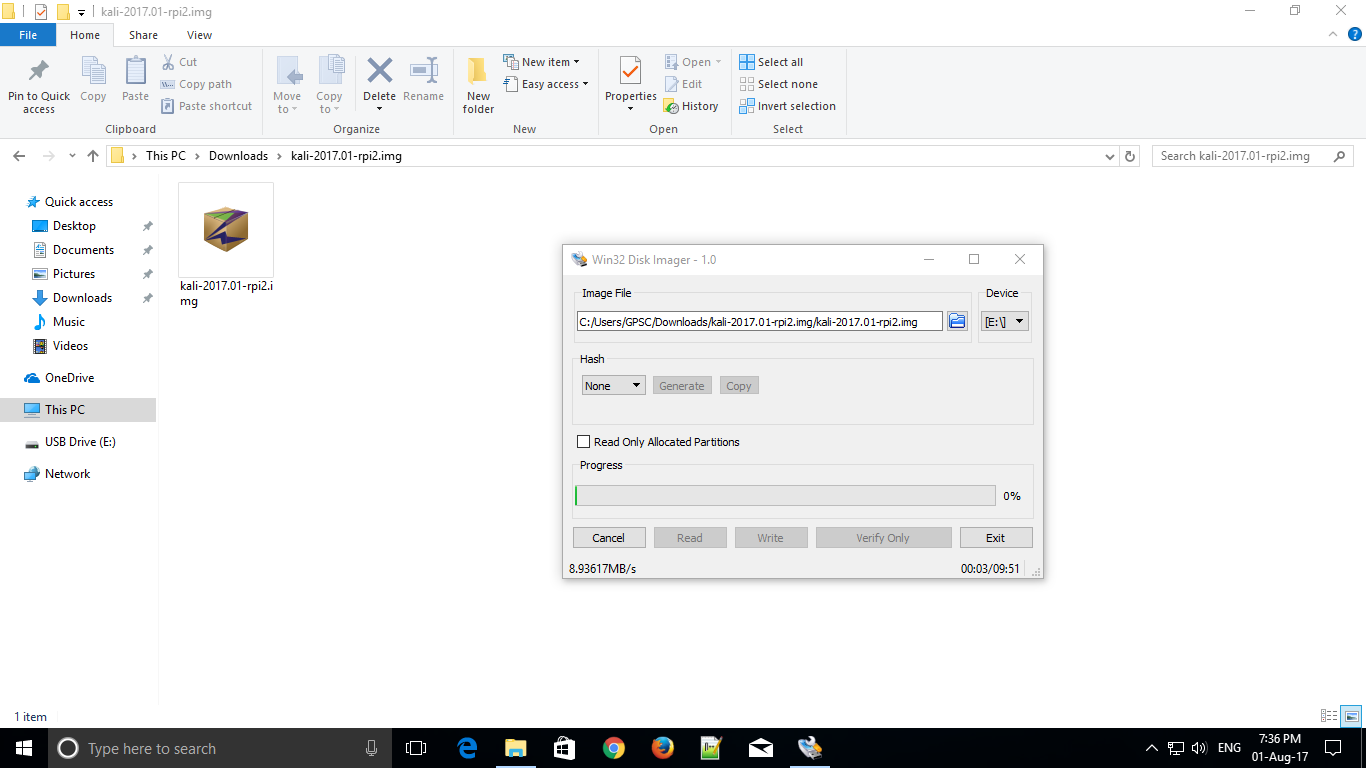 kali-2017.01-rpi2.img
File Home Share View
Pin to Quick access
Copy
Paste
Cut
Copy path
Paste shortcut
Clipboard
Move to
Copy to
Delete
Rename
Organize
New folder
New item
Easy access
New
Properties
Open
Edit
History
Open
Select all
Select none
Invert selection
Select
This PC > Downloads > kali-2017.01-rpi2.img
Search kali-2017.01-rpi2.img
Quick access
Desktop
Documents
Pictures
Downloads
Music
Videos
OneDrive
This PC
USB Drive (E:)
Network
kali-2017.01-rpi2.i
mg
Win32 Disk Imager - 1.0
Image File
Device
C:/Users/GPSC/Downloads/kali-2017.01-rpi2.img/kali-2017.01-rpi2.img
[E:\]
Hash
None Generate Copy
Read Only Allocated Partitions
Progress
0%
Cancel Read Write Verify Only Exit
8.93617MB/s 00:03/09:51
1 item
Type here to search
ENG
7:36 PM
01-Aug-17